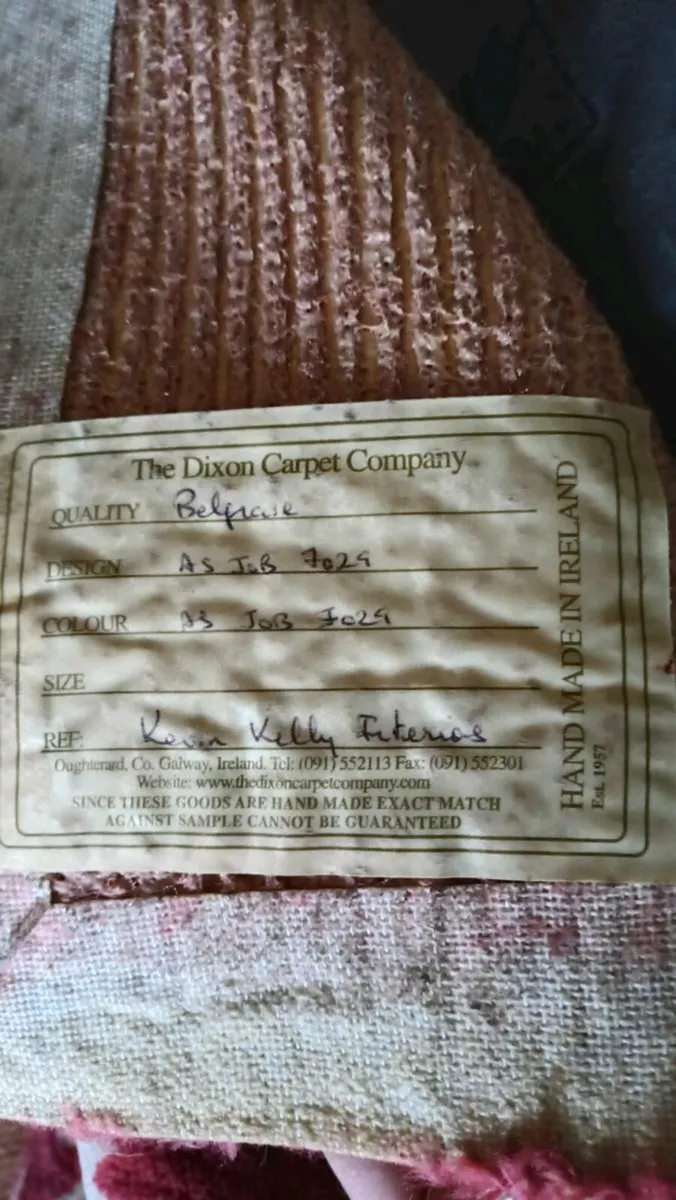 The Dixon Carpet Company
QUALITY Belgrave
DESIGN AS JOB 7029
COLOUR AS JOB 7029
SIZE
REF: Kevin Kelly Interiors
Oughterard, Co. Galway, Ireland. Tel: (091) 552113 Fax: (091) 552301
Website: www.thedixoncarpetcompany.com
SINCE THESE GOODS ARE HAND MADE EXACT MATCH
AGAINST SAMPLE CANNOT BE GUARANTEED
HAND MADE IN IRELAND
Est. 1957